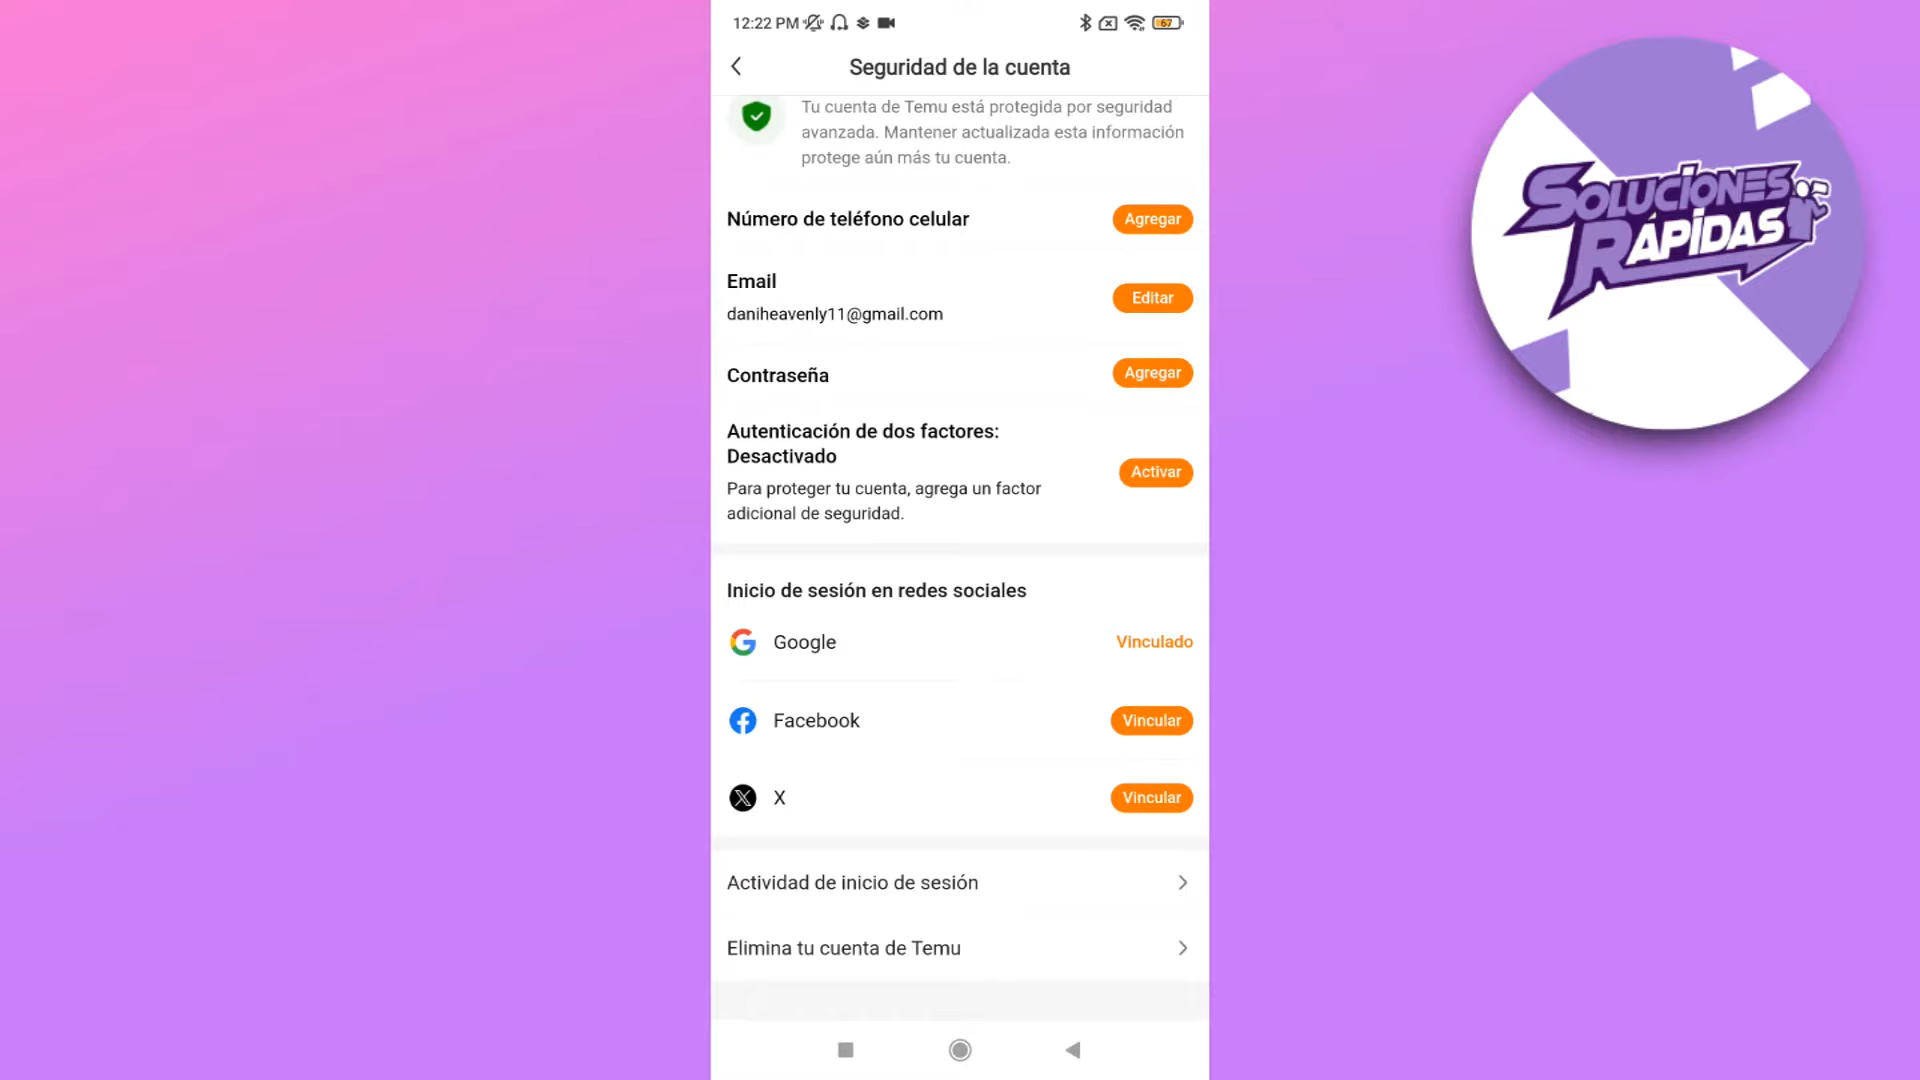 12:22 PM
67
Seguridad de la cuenta
Tu cuenta de Temu está protegida por seguridad
avanzada. Mantener actualizada esta información
protege aún más tu cuenta.
Número de teléfono celular
Agregar
Email
daniheavenly11@gmail.com
Editar
Contraseña
Agregar
Autenticación de dos factores:
Desactivado
Para proteger tu cuenta, agrega un factor
adicional de seguridad.
Activar
Inicio de sesión en redes sociales
Google
Vinculado
Facebook
Vincular
X
Vincular
Actividad de inicio de sesión
Elimina tu cuenta de Temu
SOLUCIONES
RÁPIDAS